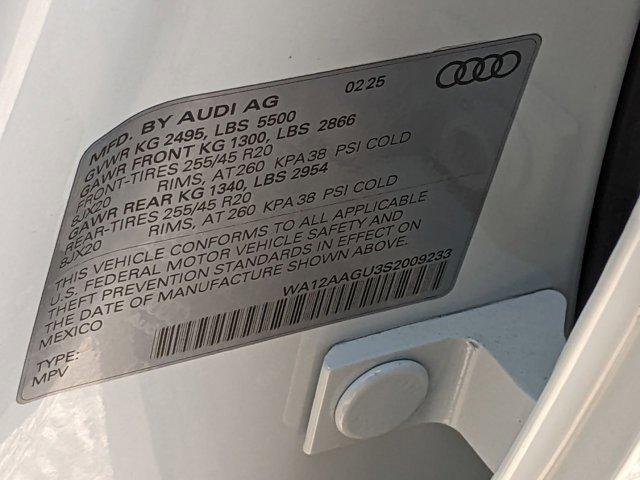 MFD. BY AUDI AG 02 25
GVWR KG 2495, LBS 5500
GAWR FRONT KG 1300, LBS 2866
FRONT-TIRES 255/45 R20
8JX20 RIMS, AT 260 KPA 38 PSI COLD
GAWR REAR KG 1340, LBS 2954
REAR-TIRES 255/45 R20
8JX20 RIMS, AT 260 KPA 38 PSI COLD
THIS VEHICLE CONFORMS TO ALL APPLICABLE
U.S. FEDERAL MOTOR VEHICLE SAFETY AND
THEFT PREVENTION STANDARDS IN EFFECT ON
THE DATE OF MANUFACTURE SHOWN ABOVE.
MEXICO WA12AAGU3S2009233
TYPE:
MPV